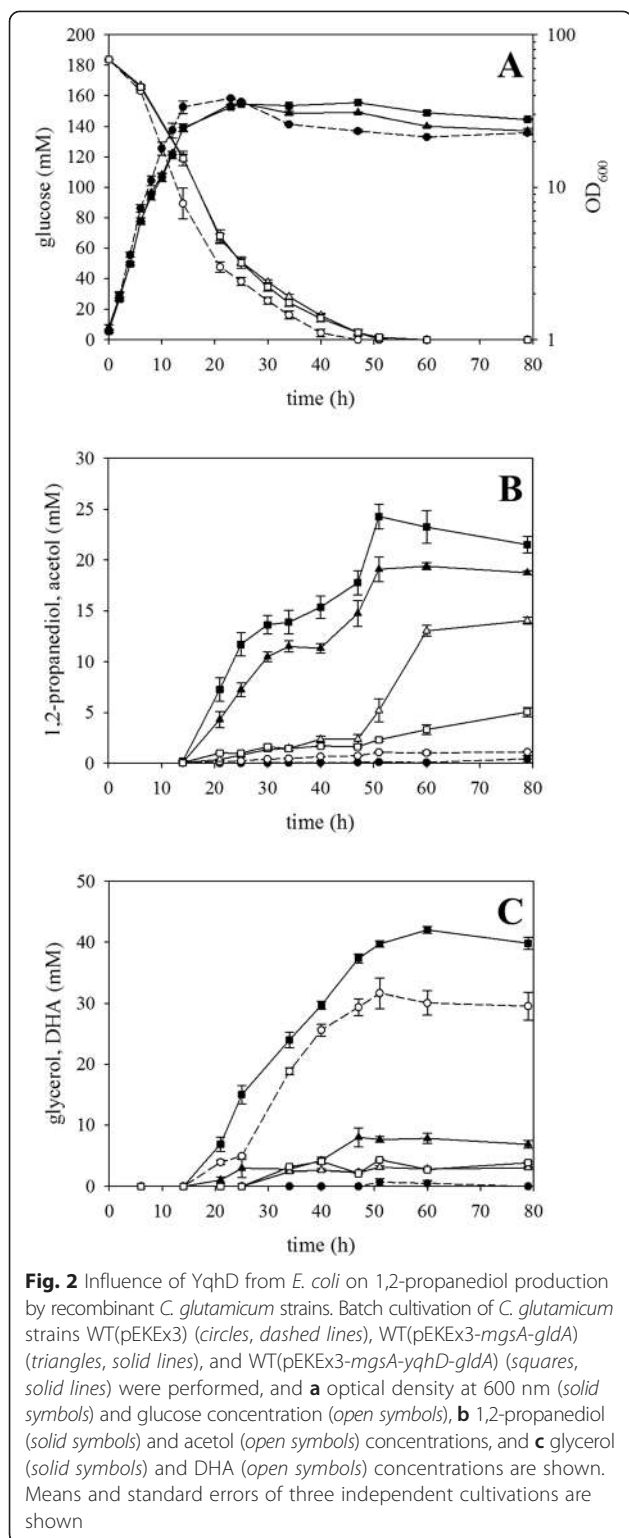 A
glucose (mM)
200
180
160
140
120
100
80
60
40
20
0
OD600
100
10
1
0 10 20 30 40 50 60 70 80
time (h)
B
1,2-propanediol, acetol (mM)
30
25
20
15
10
5
0
0 10 20 30 40 50 60 70 80
time (h)
C
glycerol, DHA (mM)
50
40
30
20
10
0
0 10 20 30 40 50 60 70 80
time (h)
Fig. 2 Influence of YqhD from E. coli on 1,2-propanediol production
by recombinant C. glutamicum strains. Batch cultivation of C. glutamicum
strains WT(pEKEx3) (circles, dashed lines), WT(pEKEx3-mgsA-gldA)
(triangles, solid lines), and WT(pEKEx3-mgsA-yqhD-gldA) (squares,
solid lines) were performed, and a optical density at 600 nm (solid
symbols) and glucose concentration (open symbols), b 1,2-propanediol
(solid symbols) and acetol (open symbols) concentrations, and c glycerol
(solid symbols) and DHA (open symbols) concentrations are shown.
Means and standard errors of three independent cultivations are
shown